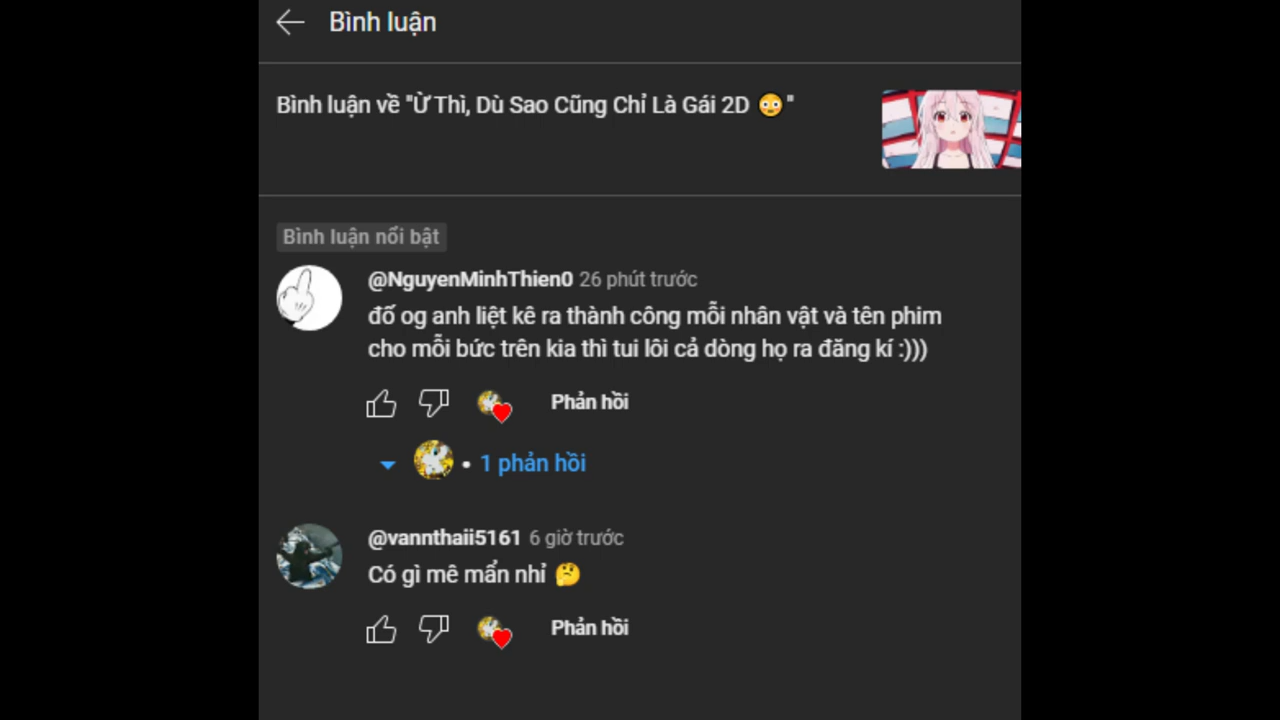 Bình luận
Bình luận về "Ừ Thì, Dù Sao Cũng Chỉ Là Gái 2D 😳"
Bình luận nổi bật
@NguyenMinhThien0 26 phút trước
đố og anh liệt kê ra thành công mỗi nhân vật và tên phim
cho mỗi bức trên kia thì tui lôi cả dòng họ ra đăng kí :)))
Phản hồi
• 1 phản hồi
@vannthaii5161 6 giờ trước
Có gì mê mẩn nhỉ 🤔
Phản hồi